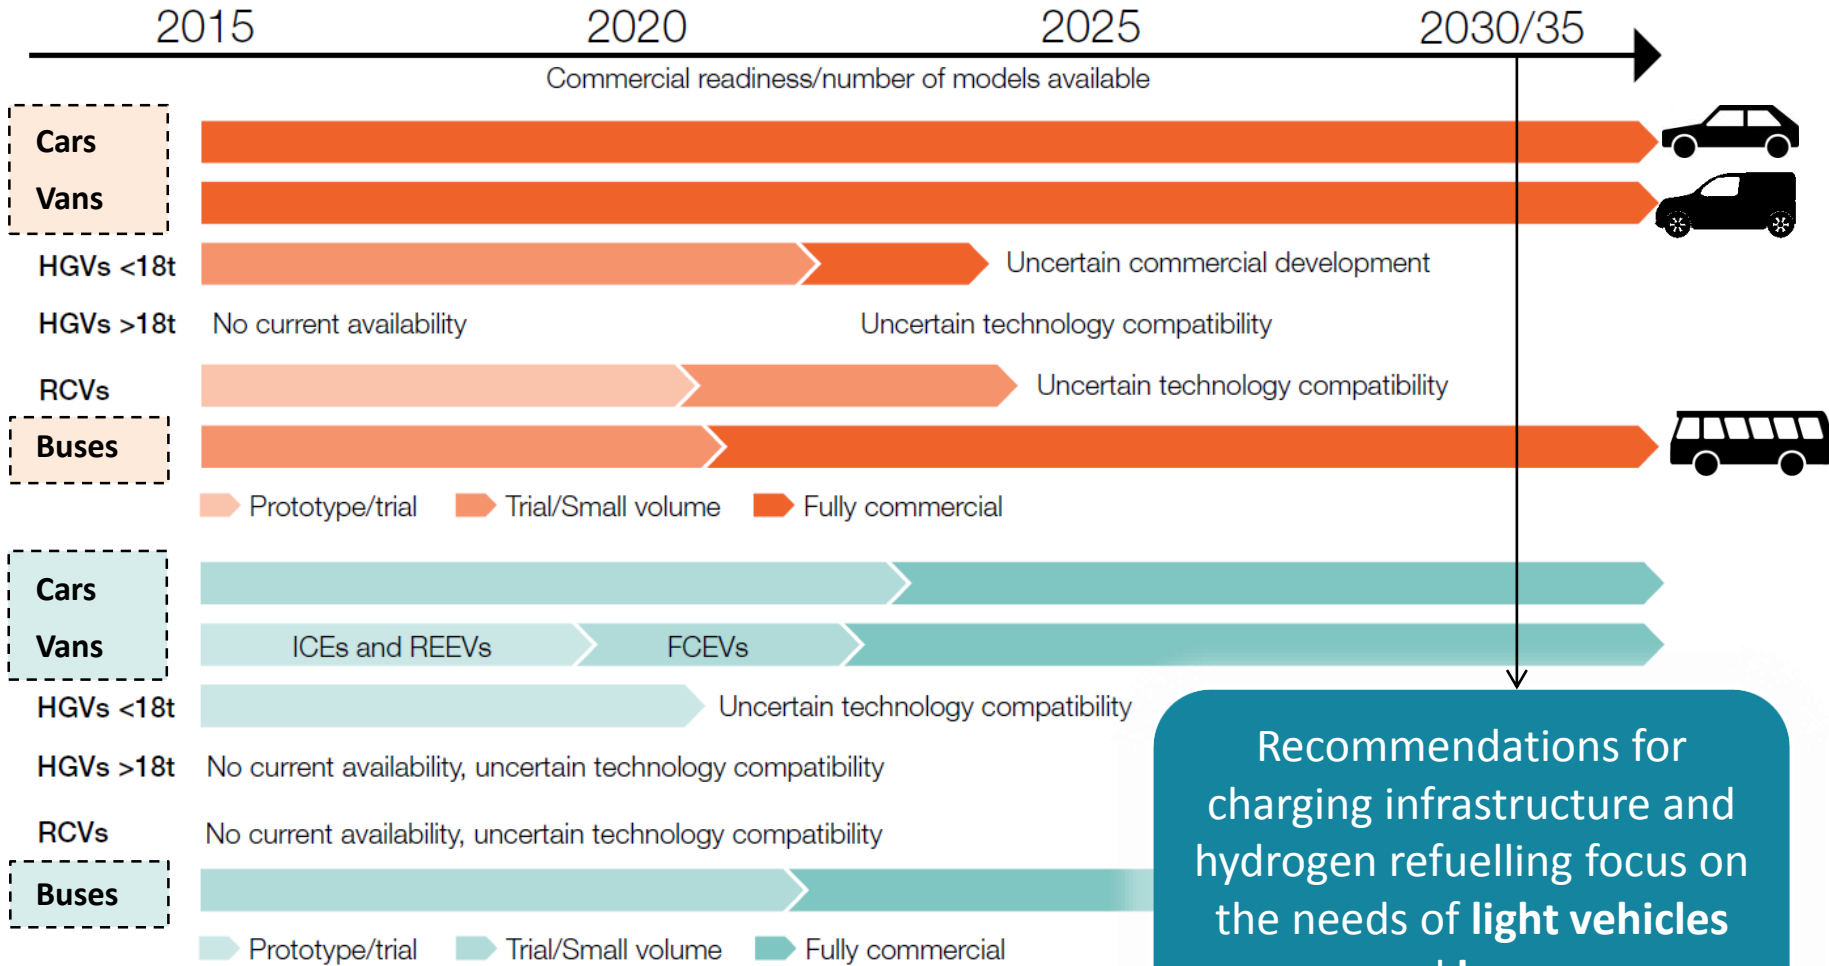 2015 2020 2025 2030/35
Commercial readiness/number of models available
Cars
Vans
HGVs <18t Uncertain commercial development
HGVs >18t No current availability Uncertain technology compatibility
RCVs Uncertain technology compatibility
Buses
Prototype/trial Trial/Small volume Fully commercial
Cars
Vans ICEs and REEVs FCEVs
HGVs <18t Uncertain technology compatibility
HGVs >18t No current availability, uncertain technology compatibility
RCVs No current availability, uncertain technology compatibility
Buses
Prototype/trial Trial/Small volume Fully commercial
Recommendations for
charging infrastructure and
hydrogen refuelling focus on
the needs of light vehicles